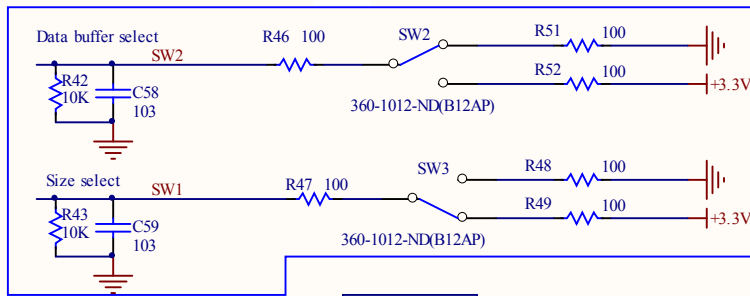 Data buffer select
SW2
R46 100
SW2
R51 100
R42
10K
C58
103
R52 100
+3.3V
360-1012-ND(B12AP)
Size select
SW1
R47 100
SW3
R48 100
R43
10K
C59
103
R49 100
+3.3V
360-1012-ND(B12AP)